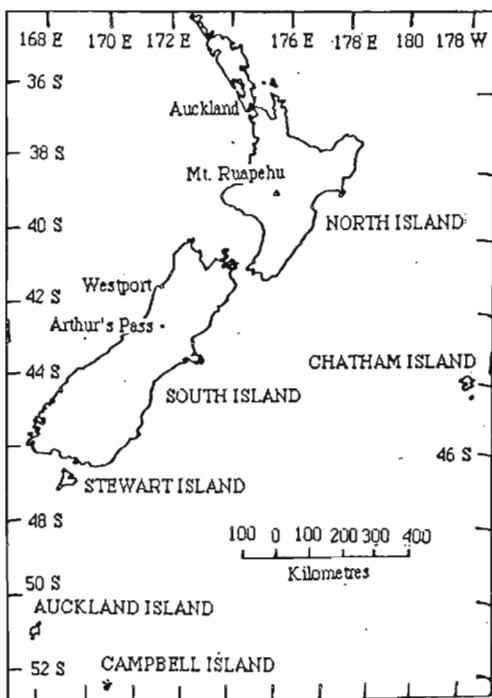 168 E 170 E 172 E 176 E 178 E 180 178 W
36 S
Auckland
38 S
Mt. Ruapehu
40 S
NORTH ISLAND
Westport
42 S
Arthur's Pass
44 S
CHATHAM ISLAND
SOUTH ISLAND
46 S
STEWART ISLAND
48 S
100 0 100 200 300 400
Kilometres
50 S
AUCKLAND ISLAND
52 S
CAMPBELL ISLAND